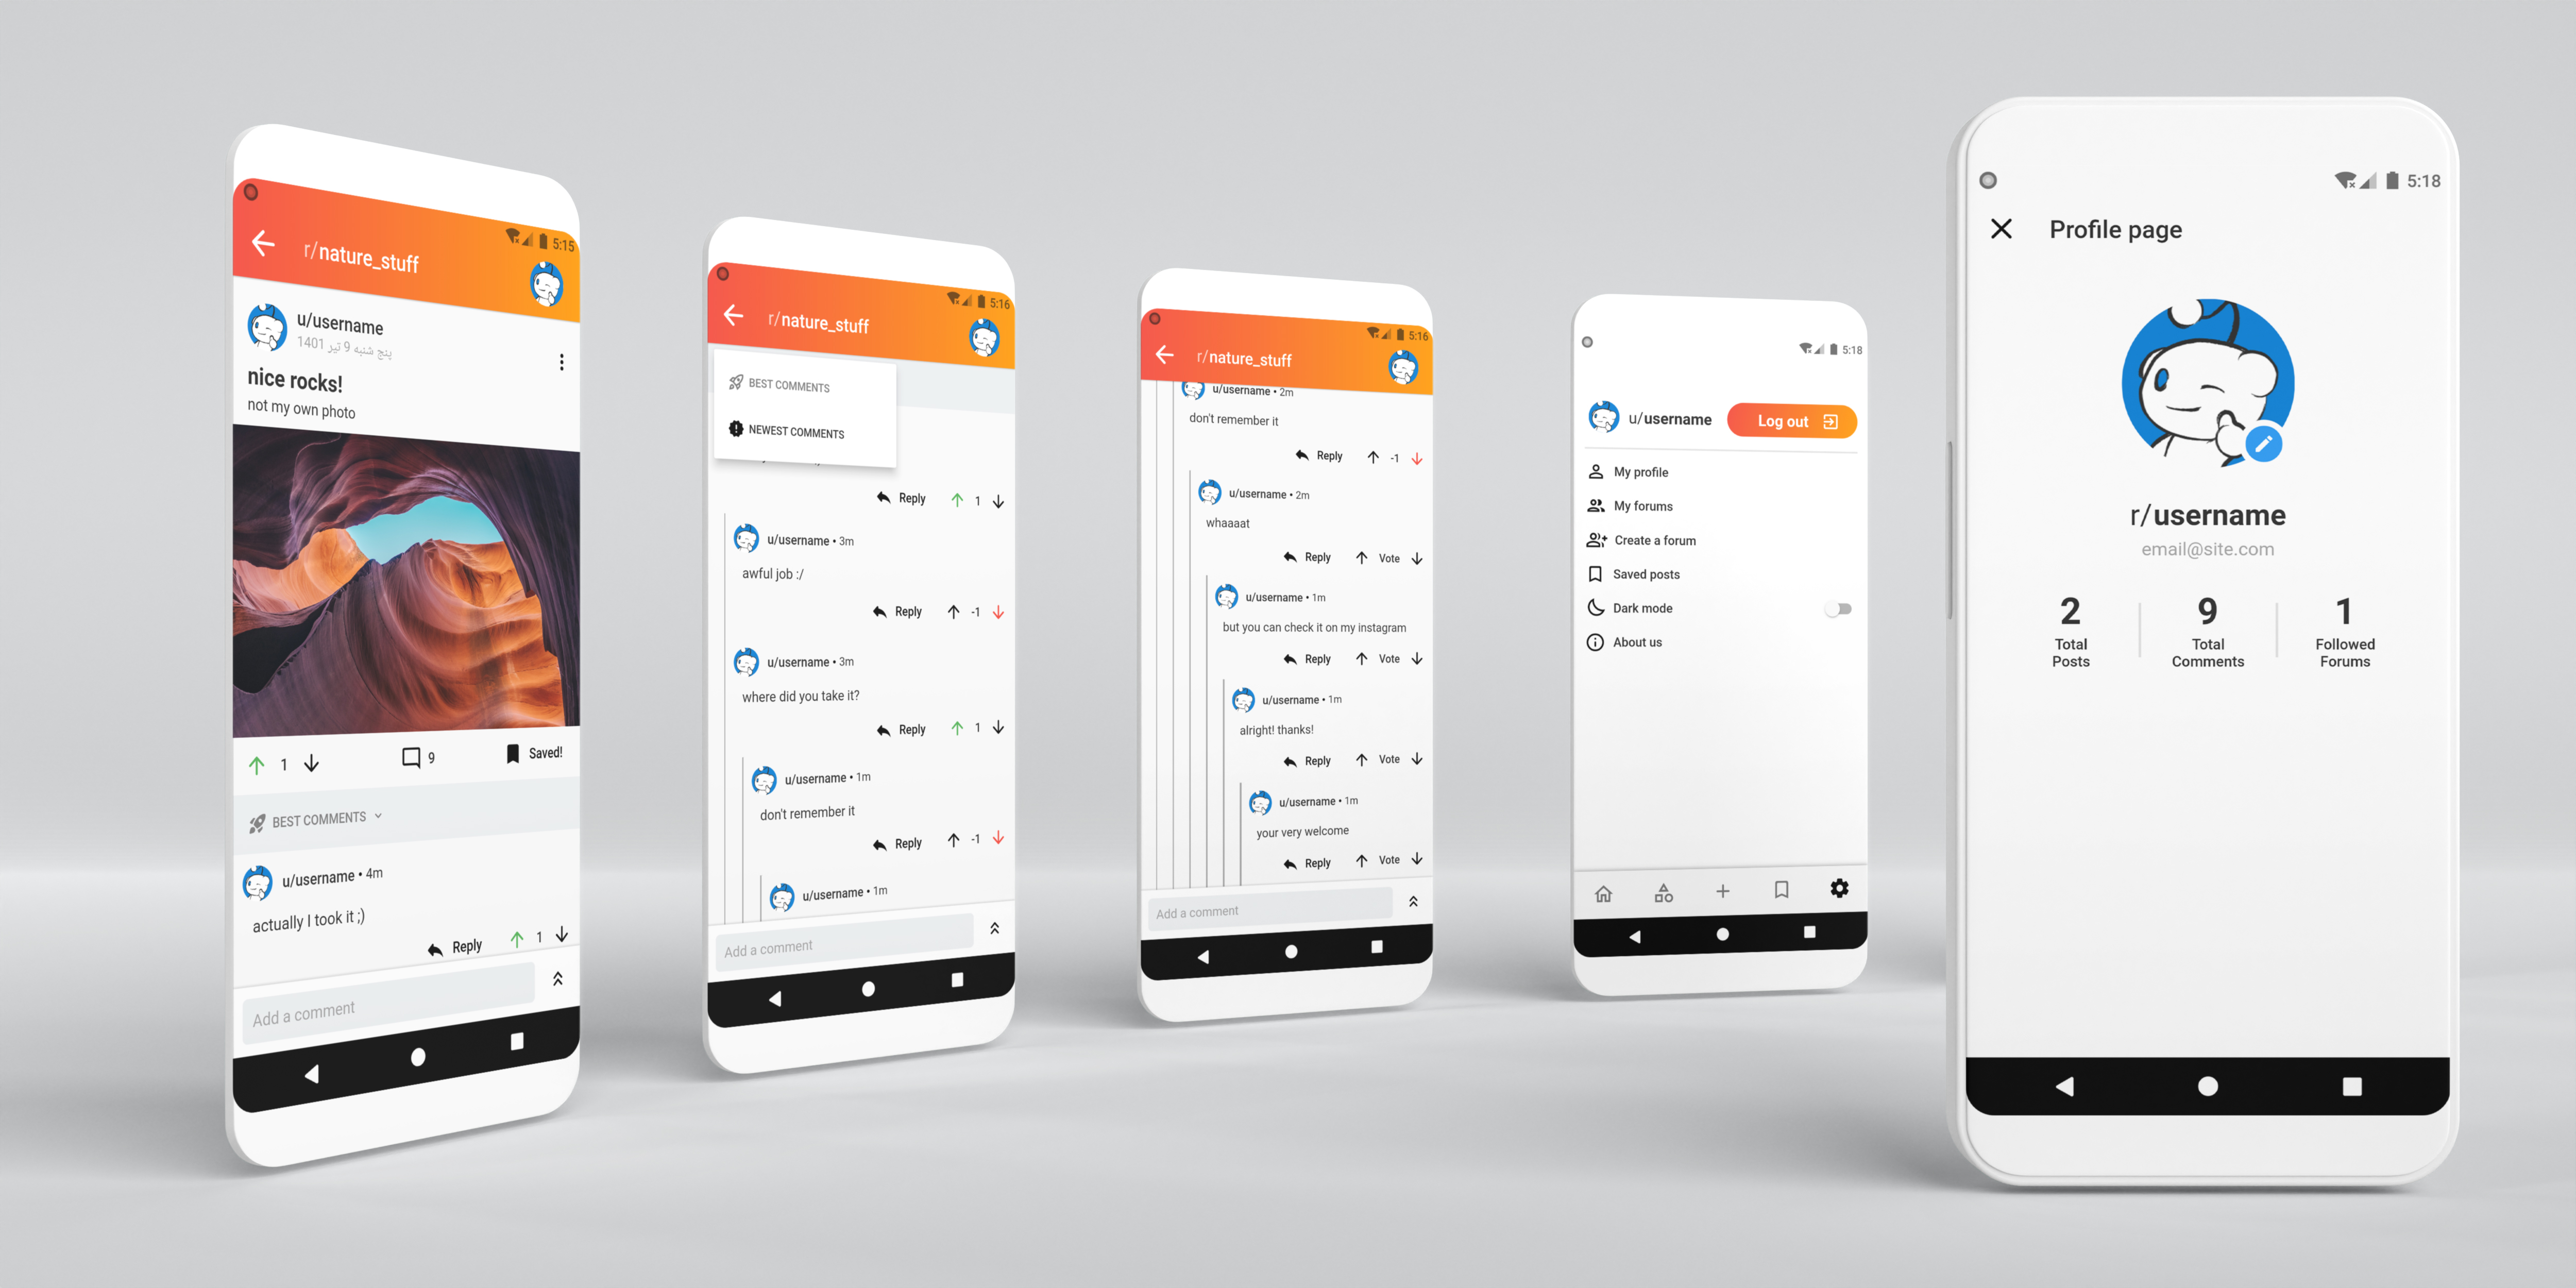 5:15
r/nature_stuff
u/username
پنج شنبه 9 تیر 1401
nice rocks!
not my own photo
1
9
Saved!
BEST COMMENTS
u/username • 4m
actually I took it ;)
Reply
1
Add a comment
5:16
r/nature_stuff
BEST COMMENTS
NEWEST COMMENTS
Reply
1
u/username • 3m
awful job :/
Reply
-1
u/username • 3m
where did you take it?
Reply
1
u/username • 1m
don't remember it
Reply
-1
u/username • 1m
Add a comment
5:16
r/nature_stuff
u/username • 2m
don't remember it
Reply
-1
u/username • 2m
whaaaat
Reply
Vote
u/username • 1m
but you can check it on my instagram
Reply
Vote
u/username • 1m
alright! thanks!
Reply
Vote
u/username • 1m
your very welcome
Reply
Vote
Add a comment
5:18
u/username
Log out
My profile
My forums
Create a forum
Saved posts
Dark mode
About us
5:18
Profile page
r/username
email@site.com
2
Total
Posts
9
Total
Comments
1
Followed
Forums